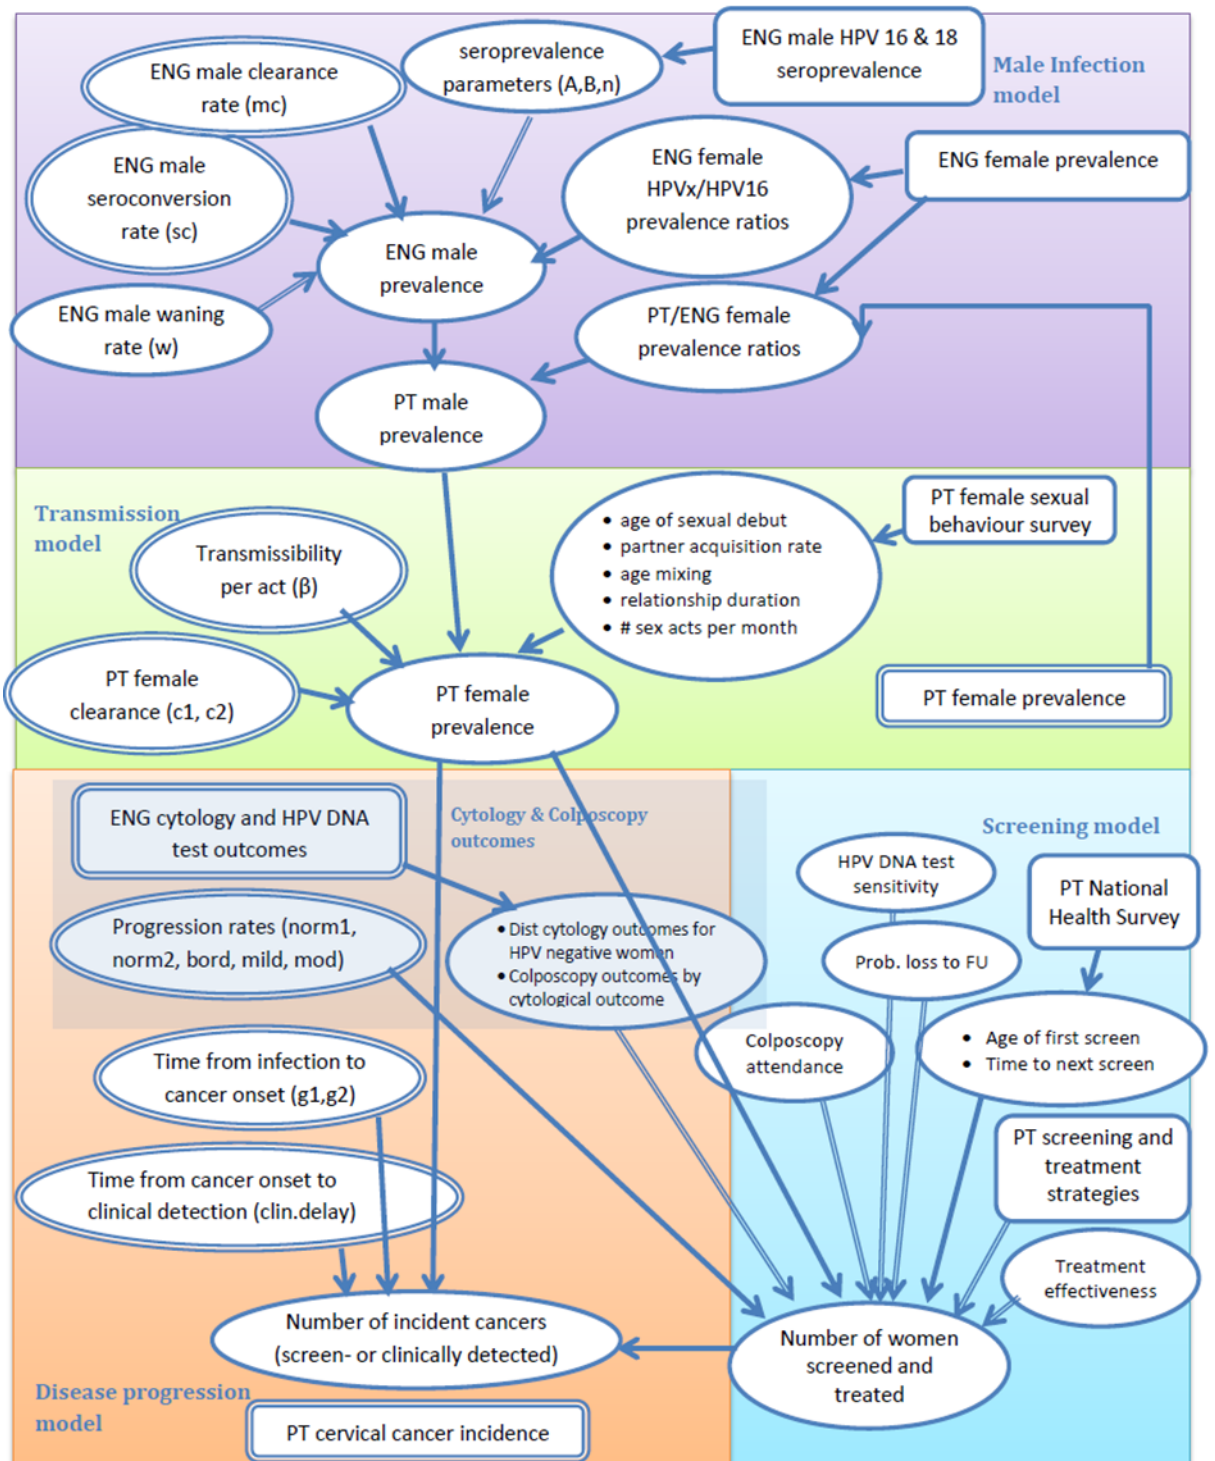 ENG male clearance
rate (mc)
seroprevalence
parameters (A,B,n)
ENG male HPV 16 & 18
seroprevalence
Male Infection
model
ENG male
seroconversion
rate (sc)
ENG female
HPVx/HPV16
prevalence ratios
ENG female prevalence
ENG male
prevalence
ENG male waning
rate (w)
PT/ENG female
prevalence ratios
PT male
prevalence
Transmission
model
• age of sexual debut
• partner acquisition rate
• age mixing
• relationship duration
• # sex acts per month
PT female sexual
behaviour survey
Transmissibility
per act (β)
PT female
clearance (c1, c2)
PT female
prevalence
PT female prevalence
ENG cytology and HPV DNA
test outcomes
Cytology & Colposcopy
outcomes
Screening model
HPV DNA test
sensitivity
PT National
Health Survey
Progression rates (norm1,
norm2, bord, mild, mod)
• Dist cytology outcomes for
HPV negative women
• Colposcopy outcomes by
cytological outcome
Prob. loss to FU
Colposcopy
attendance
• Age of first screen
• Time to next screen
Time from infection to
cancer onset (g1,g2)
PT screening and
treatment
strategies
Time from cancer onset to
clinical detection (clin.delay)
Treatment
effectiveness
Number of incident cancers
(screen- or clinically detected)
Number of women
screened and
treated
Disease progression
model
PT cervical cancer incidence